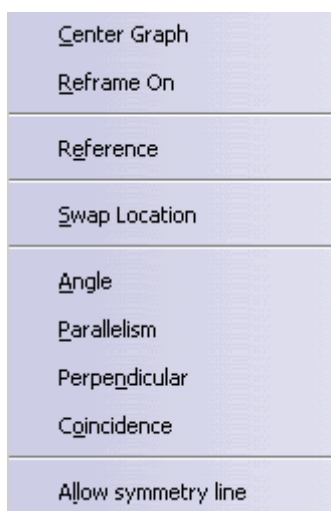 Center Graph
Reframe On
Reference
Swap Location
Angle
Parallelism
Perpendicular
Coincidence
Allow symmetry line